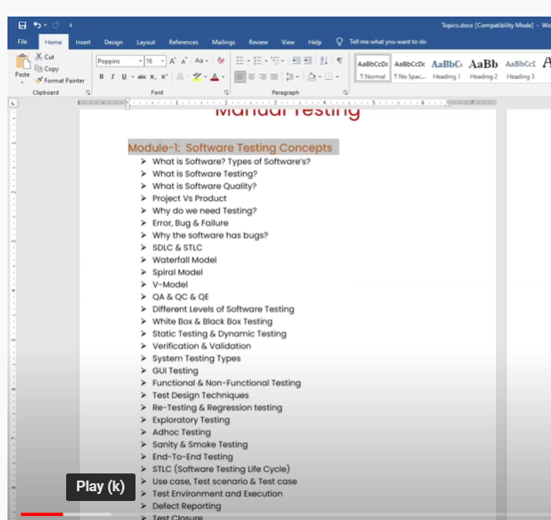 Topics.docx [Compatibility Mode] - Wo
File Home Insert Design Layout References Mailings Review View Help Tell me what you want to do
Cut
Copy
Paste
Format Painter
Clipboard
Poppins 16
Font
Paragraph
AaBbCcDc AaBbCcDc AaBbC AaBb AaBbCcI
¶ Normal ¶ No Spac... Heading 1 Heading 2 Heading 3
Manual Testing
Module-1: Software Testing Concepts
What is Software? Types of Software's?
What is Software Testing?
What is Software Quality?
Project Vs Product
Why do we need Testing?
Error, Bug & Failure
Why the software has bugs?
SDLC & STLC
Waterfall Model
Spiral Model
V-Model
QA & QC & QE
Different Levels of Software Testing
White Box & Black Box Testing
Static Testing & Dynamic Testing
Verification & Validation
System Testing Types
GUI Testing
Functional & Non-Functional Testing
Test Design Techniques
Re-Testing & Regression testing
Exploratory Testing
Adhoc Testing
Sanity & Smoke Testing
End-To-End Testing
STLC (Software Testing Life Cycle)
Use case, Test scenario & Test case
Test Environment and Execution
Defect Reporting
Test Closure
Play (k)